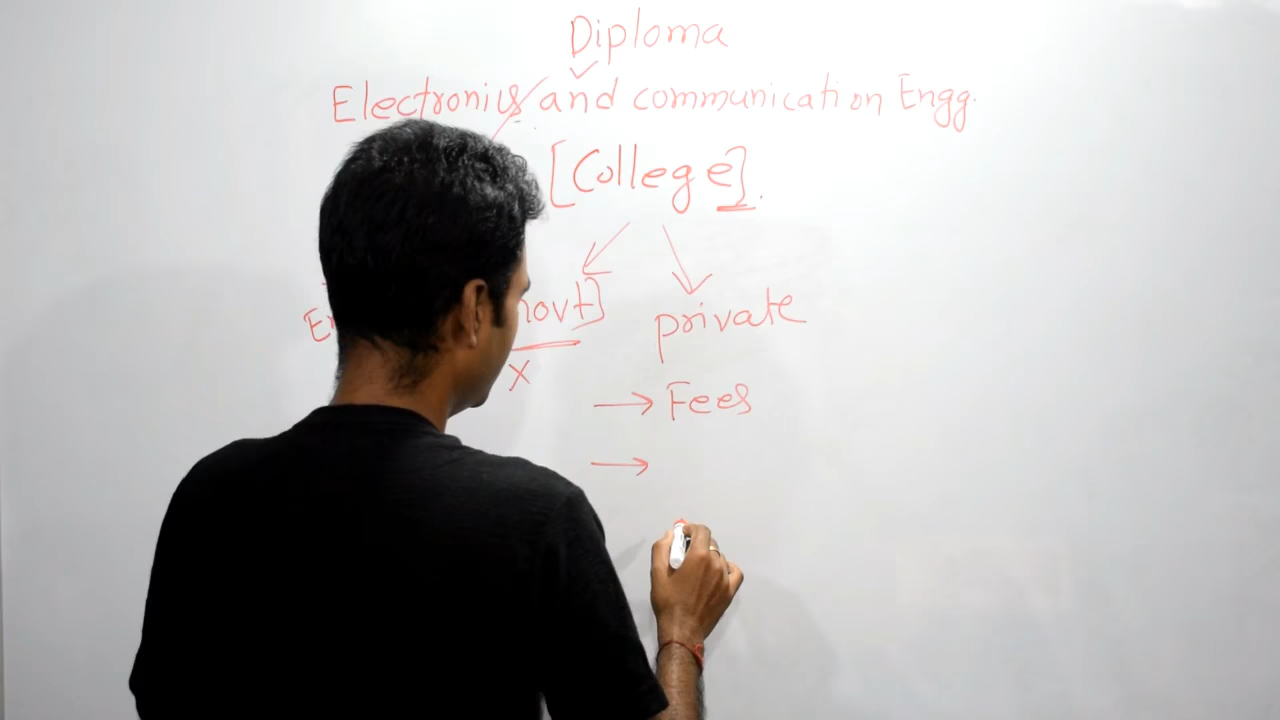 Diploma
Electronics and communication Engg.
[College].
private
x
→ Fees
→